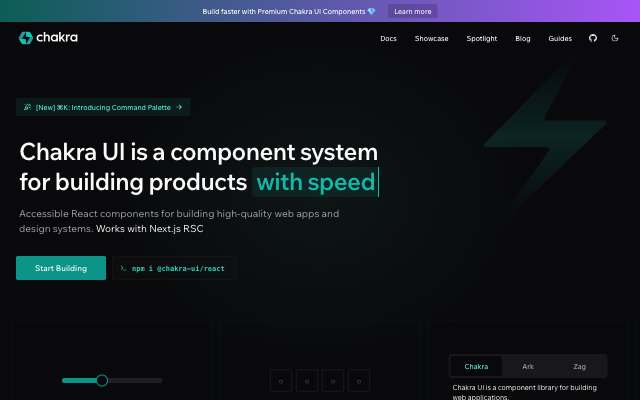 Build faster with Premium Chakra UI Components 💎
Learn more
chakra
Docs
Showcase
Spotlight
Blog
Guides
[New] ⌘K: Introducing Command Palette →
Chakra UI is a component system
for building products with speed
Accessible React components for building high-quality web apps and
design systems. Works with Next.js RSC
Start Building
npm i @chakra-ui/react
Chakra
Ark
Zag
Chakra UI is a component library for building
web applications.